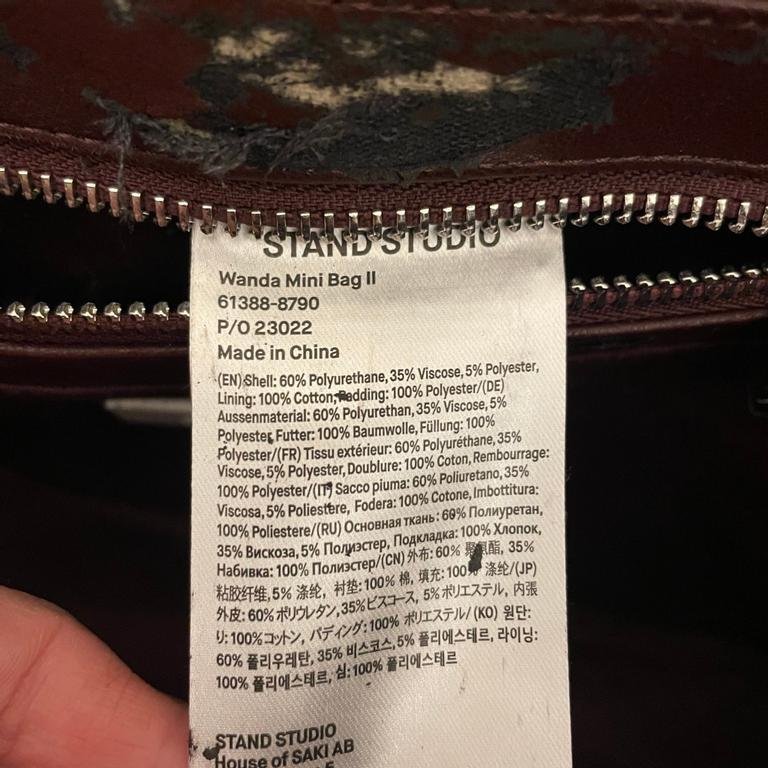 STAND STUDIO
Wanda Mini Bag II
61388-8790
P/O 23022
Made in China
(EN)Shell: 60% Polyurethane, 35% Viscose, 5% Polyester,
Lining: 100% Cotton, Padding: 100% Polyester/(DE)
Aussenmaterial: 60% Polyurethan, 35% Viscose, 5%
Polyester, Futter: 100% Baumwolle, Füllung: 100%
Polyester/(FR) Tissu extérieur: 60% Polyuréthane, 35%
Viscose, 5% Polyester, Doublure: 100% Coton, Rembourrage:
100% Polyester/(IT) Sacco piuma: 60% Poliuretano, 35%
Viscosa, 5% Poliestere, Fodera: 100% Cotone, Imbottitura:
100% Poliestere/(RU) Основная ткань: 60% Полиуретан,
35% Вискоза, 5% Полиэстер, Подкладка: 100% Хлопок,
Набивка: 100% Полиэстер/(CN) 外布: 60% 聚氨酯, 35%
粘胶纤维, 5% 涤纶, 衬垫: 100% 棉, 填充: 100% 涤纶/(JP)
外皮: 60% ポリウレタン, 35% ビスコース, 5% ポリエステル, 内張
り: 100% コットン, パディング: 100% ポリエステル/ (KO) 원단:
60% 폴리우레탄, 35% 비스코스, 5% 폴리에스테르, 라이닝:
100% 폴리에스테르, 심: 100% 폴리에스테르
STAND STUDIO
House of SAKI AB